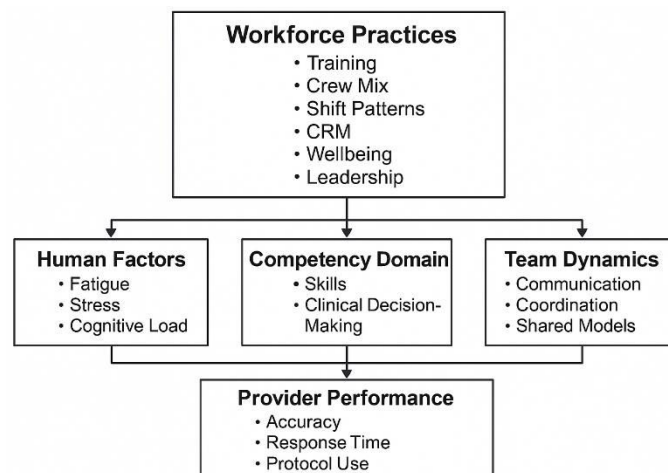 Workforce Practices
• Training
• Crew Mix
• Shift Patterns
• CRM
• Wellbeing
• Leadership
Human Factors
• Fatigue
• Stress
• Cognitive Load
Competency Domain
• Skills
• Clinical Decision-
Making
Team Dynamics
• Communication
• Coordination
• Shared Models
Provider Performance
• Accuracy
• Response Time
• Protocol Use